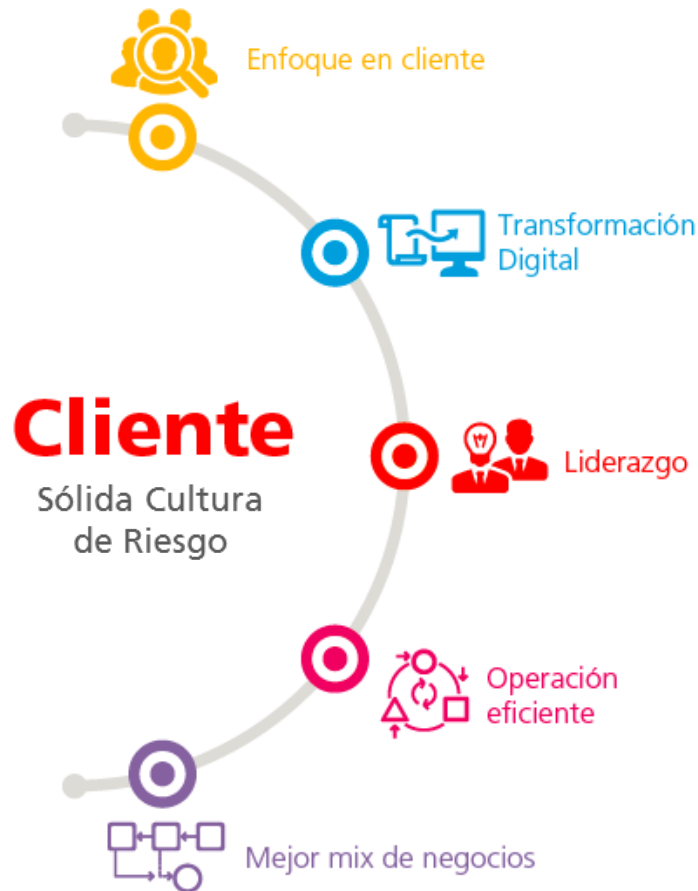 Enfoque en cliente
Transformación
Digital
Cliente
Sólida Cultura
de Riesgo
Liderazgo
Operación
eficiente
Mejor mix de negocios